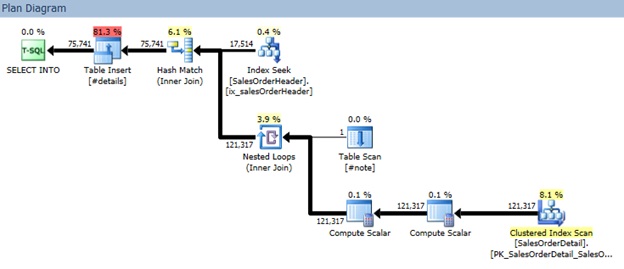 Plan Diagram
0.0 %
81.3 %
6.1 %
0.4 %
T-SQL
75,741
75,741
17,514
SELECT INTO
Table Insert
[#details]
Hash Match
(Inner Join)
Index Seek
[SalesOrderHeader].
[ix_salesOrderHeader]
3.9 %
0.0 %
121,317
1
Nested Loops
(Inner Join)
Table Scan
[#note]
0.1 %
0.1 %
8.1 %
121,317
121,317
121,317
Compute Scalar
Compute Scalar
Clustered Index Scan
[SalesOrderDetail].
[PK_SalesOrderDetail_SalesO...